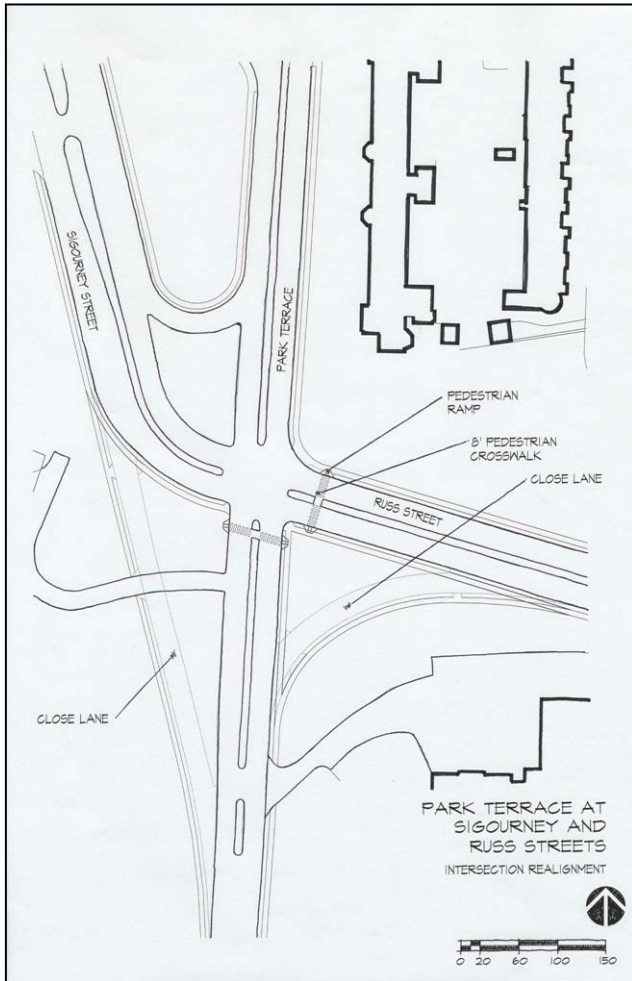 SIGOURNEY STREET
PARK TERRACE
PEDESTRIAN
RAMP
8' PEDESTRIAN
CROSSWALK
CLOSE LANE
RUSS STREET
CLOSE LANE
PARK TERRACE AT
SIGOURNEY AND
RUSS STREETS
INTERSECTION REALIGNMENT
0 20 60 100 150